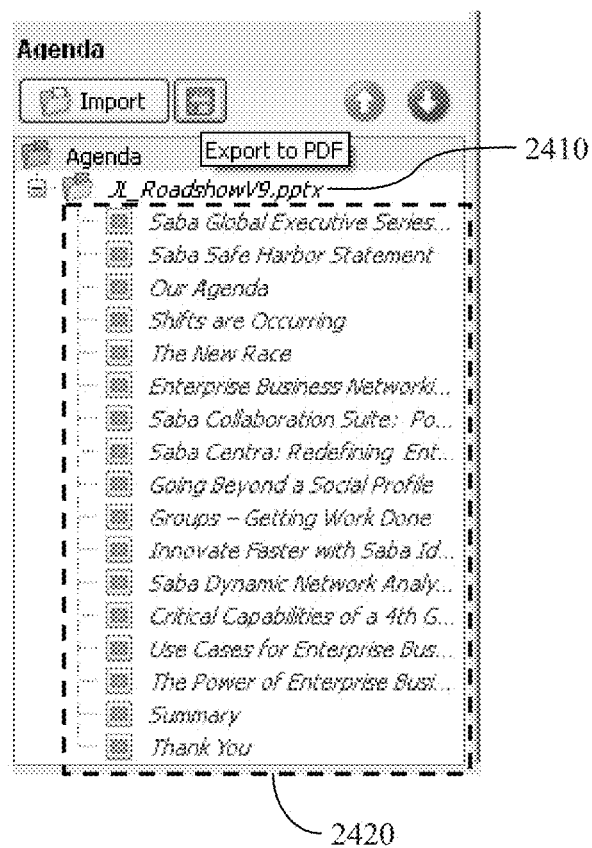 Agenda
Import
Export to PDF
Agenda
2410
JL_RoadshowV9.pptx
Saba Global Executive Series...
Saba Safe Harbor Statement
Our Agenda
Shifts are Occurring
The New Race
Enterprise Business Networki...
Saba Collaboration Suite: Po...
Saba Centra: Redefining Ent...
Going Beyond a Social Profile
Groups – Getting Work Done
Innovate Faster with Saba Id...
Saba Dynamic Network Analy...
Critical Capabilities of a 4th G...
Use Cases for Enterprise Bus...
The Power of Enterprise Busi...
Summary
Thank You
2420